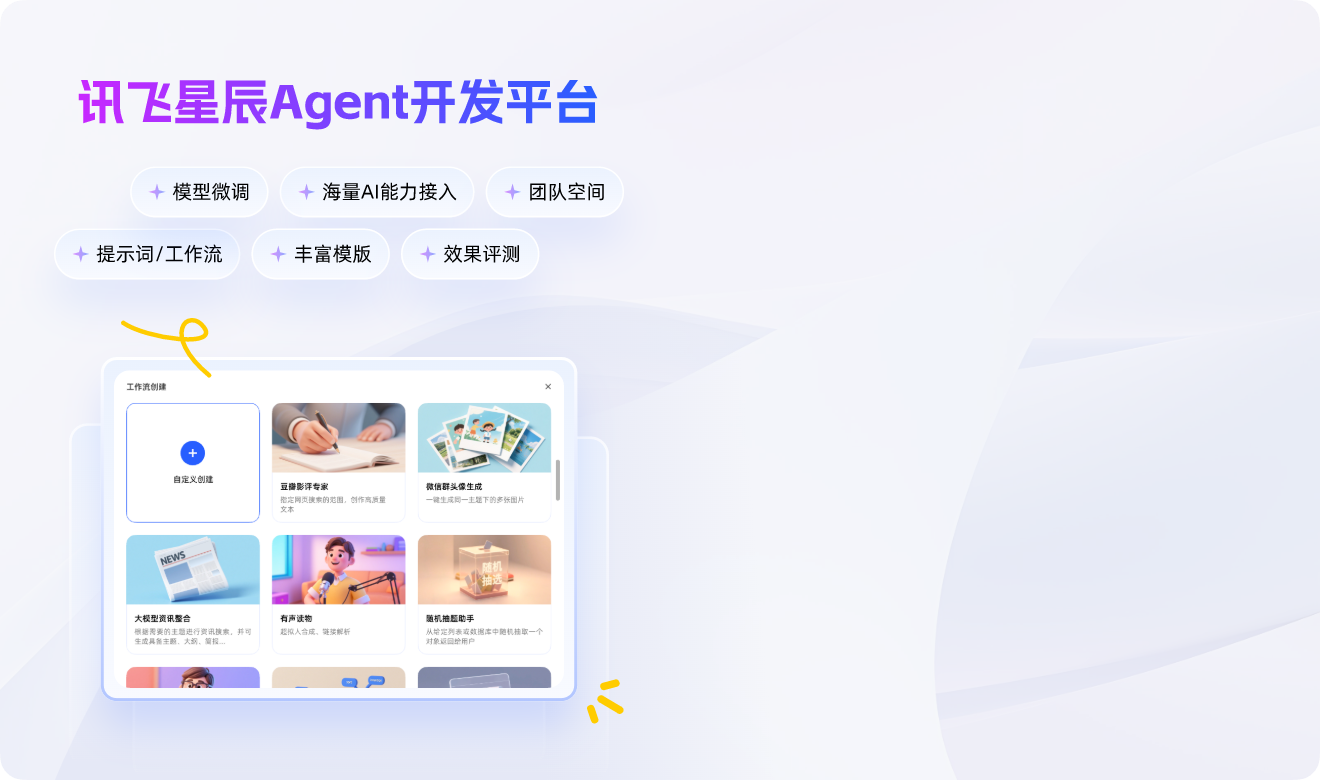 讯飞星辰Agent开发平台
模型微调
海量AI能力接入
团队空间
提示词/工作流
丰富模版
效果评测
工作流创建
自定义创建
豆瓣影评专家
指定网页搜索的范围，创作高质量
文本
微信群头像生成
一键生成同一主题下的多张图片
NEWS
大模型资讯整合
根据需要的主题进行资讯搜索，并可
生成具备主题、大纲、简报...
有声读物
超拟人合成、链接解析
随机
抽选
随机抽题助手
从给定列表或数据库中随机抽取一个
对象返回给用户